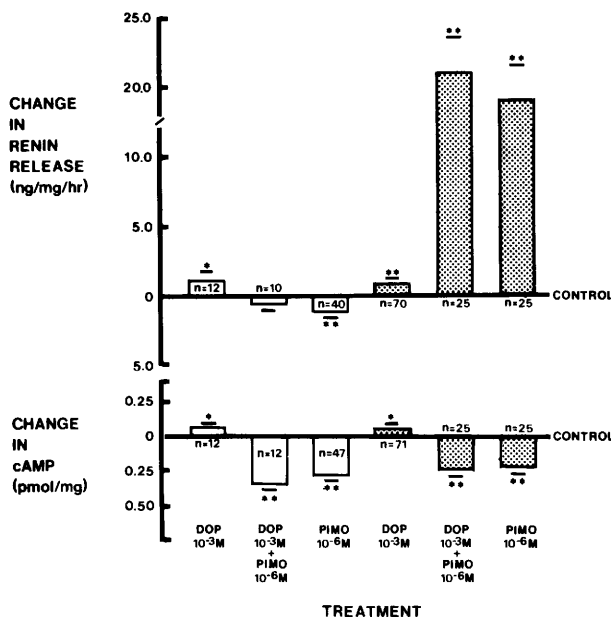 25.0
20.0
10.0
5.0
0
5.0
CHANGE
IN
RENIN
RELEASE
(ng/mg/hr)
*
n=12
n=10
n=40
**
**
n=70
**
n=25
**
n=25
CONTROL
0.25
0
0.25
0.50
CHANGE
IN
cAMP
(pmol/mg)
*
n=12
n=12
**
n=47
**
*
n=71
n=25
**
n=25
**
CONTROL
DOP
10-3M
DOP
10-3M
+
PIMO
10-6M
PIMO
10-6M
DOP
10-3M
DOP
10-3M
+
PIMO
10-6M
PIMO
10-6M
TREATMENT